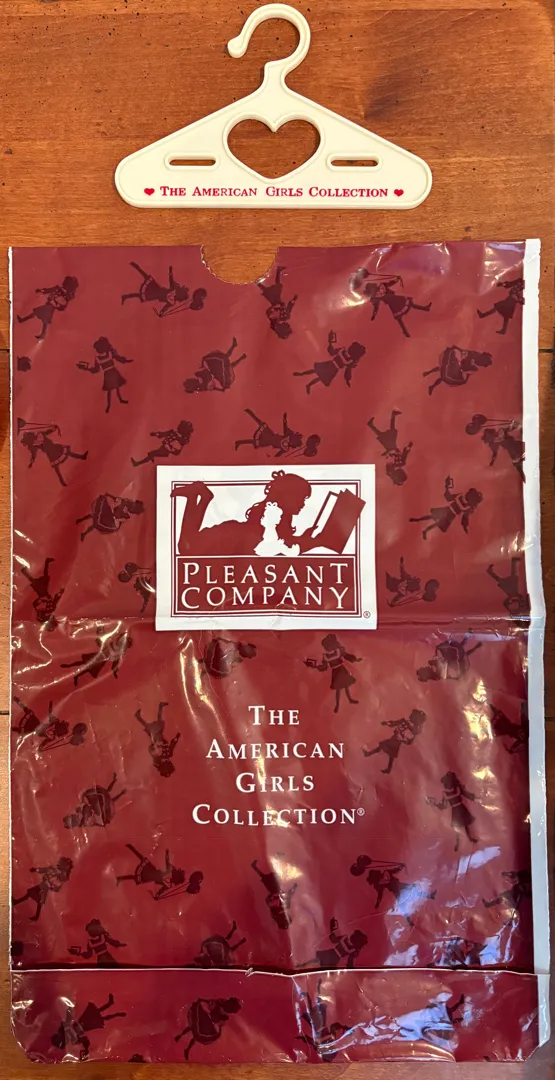 ♥ THE AMERICAN GIRLS COLLECTION ♥
PLEASANT
COMPANY®
THE
AMERICAN
GIRLS
COLLECTION®